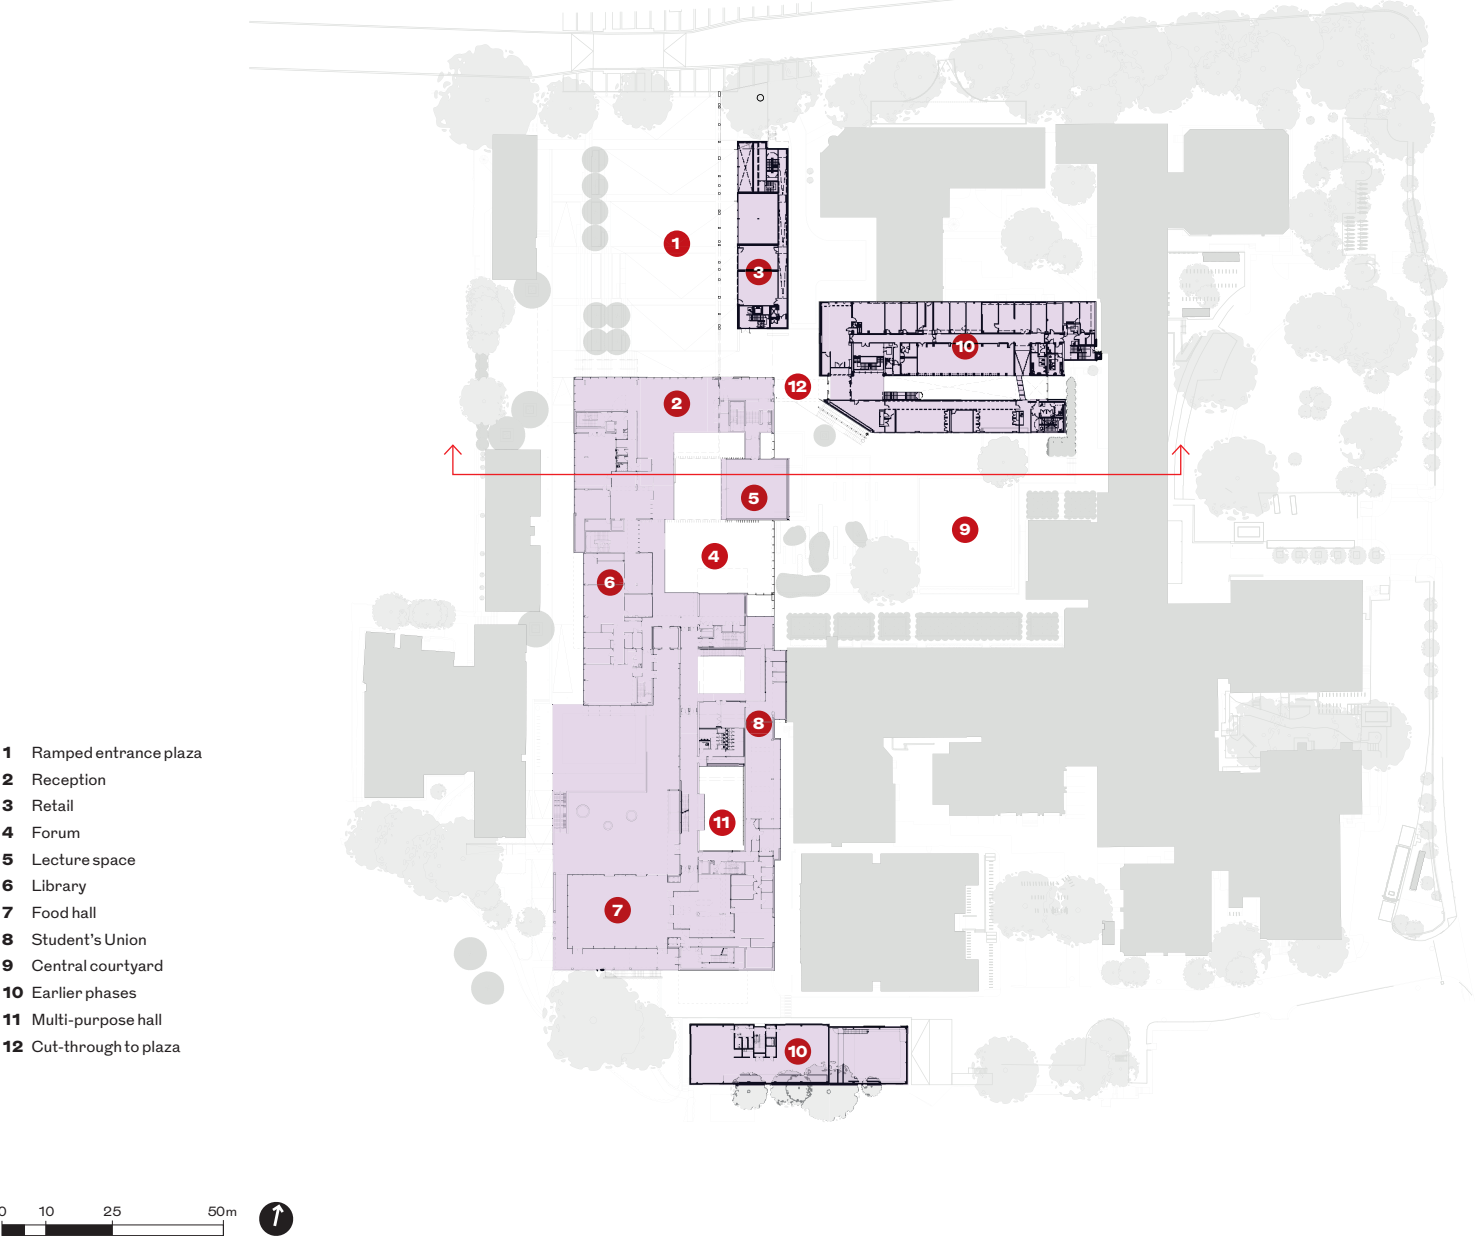 1
3
10
12
2
5
9
4
6
8
11
7
10
1 Ramped entrance plaza
2 Reception
3 Retail
4 Forum
5 Lecture space
6 Library
7 Food hall
8 Student's Union
9 Central courtyard
10 Earlier phases
11 Multi-purpose hall
12 Cut-through to plaza
0 10 25 50m